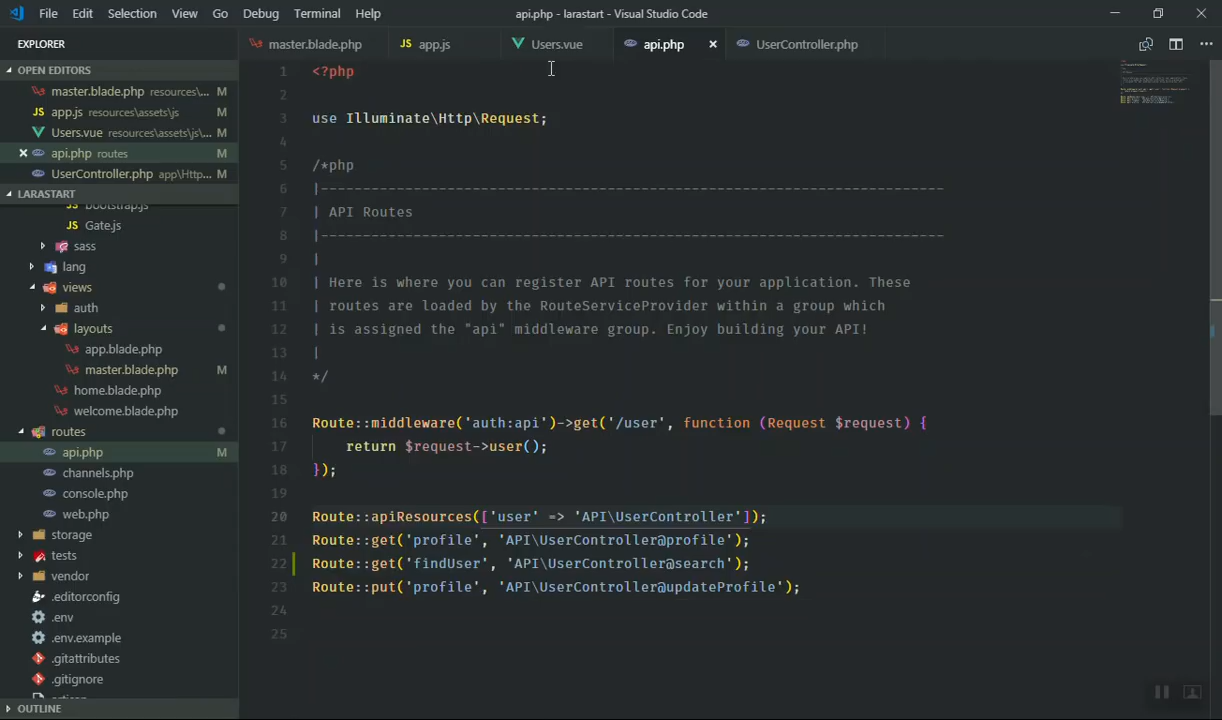 File Edit Selection View Go Debug Terminal Help
api.php - larastart - Visual Studio Code
EXPLORER
OPEN EDITORS
master.blade.php resources\... M
JS app.js resources\assets\js M
Users.vue resources\assets\js\... M
api.php routes M
UserController.php app\Http... M
LARASTART
JS bootstrap.js
JS Gate.js
sass
lang
views
auth
layouts
app.blade.php
master.blade.php M
home.blade.php
welcome.blade.php
routes
api.php M
channels.php
console.php
web.php
storage
tests
vendor
.editorconfig
.env
.env.example
.gitattributes
.gitignore
artisan
OUTLINE
master.blade.php
JS app.js
Users.vue
api.php
UserController.php
1 <?php
2
3 use Illuminate\Http\Request;
4
5 /*php
6 |--------------------------------------------------------------------------
7 | API Routes
8 |--------------------------------------------------------------------------
9 |
10 | Here is where you can register API routes for your application. These
11 | routes are loaded by the RouteServiceProvider within a group which
12 | is assigned the "api" middleware group. Enjoy building your API!
13 |
14 */
15
16 Route::middleware('auth:api')->get('/user', function (Request $request) {
17 return $request->user();
18 });
19
20 Route::apiResources(['user' => 'API\UserController']);
21 Route::get('profile', 'API\UserController@profile');
22 Route::get('findUser', 'API\UserController@search');
23 Route::put('profile', 'API\UserController@updateProfile');
24
25